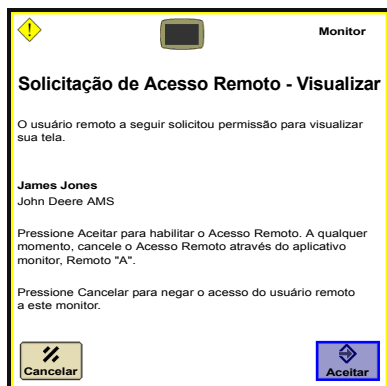 Monitor
Solicitação de Acesso Remoto - Visualizar
O usuário remoto a seguir solicitou permissão para visualizar
sua tela.
James Jones
John Deere AMS
Pressione Aceitar para habilitar o Acesso Remoto. A qualquer
momento, cancele o Acesso Remoto através do aplicativo
monitor, Remoto "A".
Pressione Cancelar para negar o acesso do usuário remoto
a este monitor.
Cancelar
Aceitar